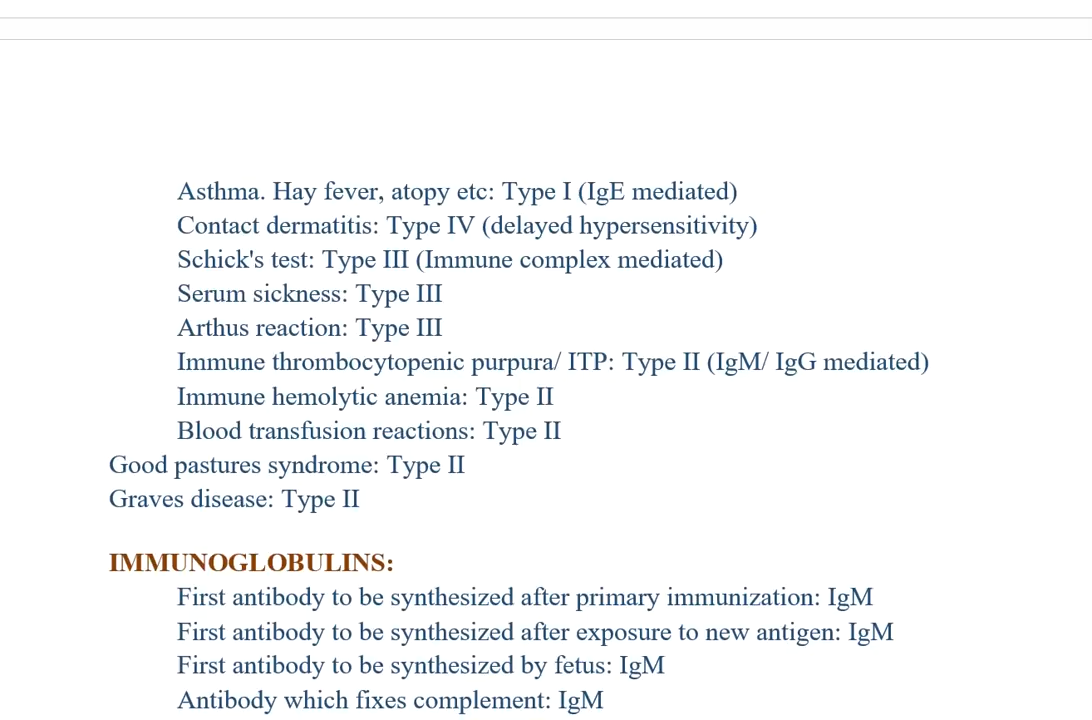 Asthma. Hay fever, atopy etc: Type I (IgE mediated)
Contact dermatitis: Type IV (delayed hypersensitivity)
Schick's test: Type III (Immune complex mediated)
Serum sickness: Type III
Arthus reaction: Type III
Immune thrombocytopenic purpura/ ITP: Type II (IgM/ IgG mediated)
Immune hemolytic anemia: Type II
Blood transfusion reactions: Type II
Good pastures syndrome: Type II
Graves disease: Type II
IMMUNOGLOBULINS:
First antibody to be synthesized after primary immunization: IgM
First antibody to be synthesized after exposure to new antigen: IgM
First antibody to be synthesized by fetus: IgM
Antibody which fixes complement: IgM